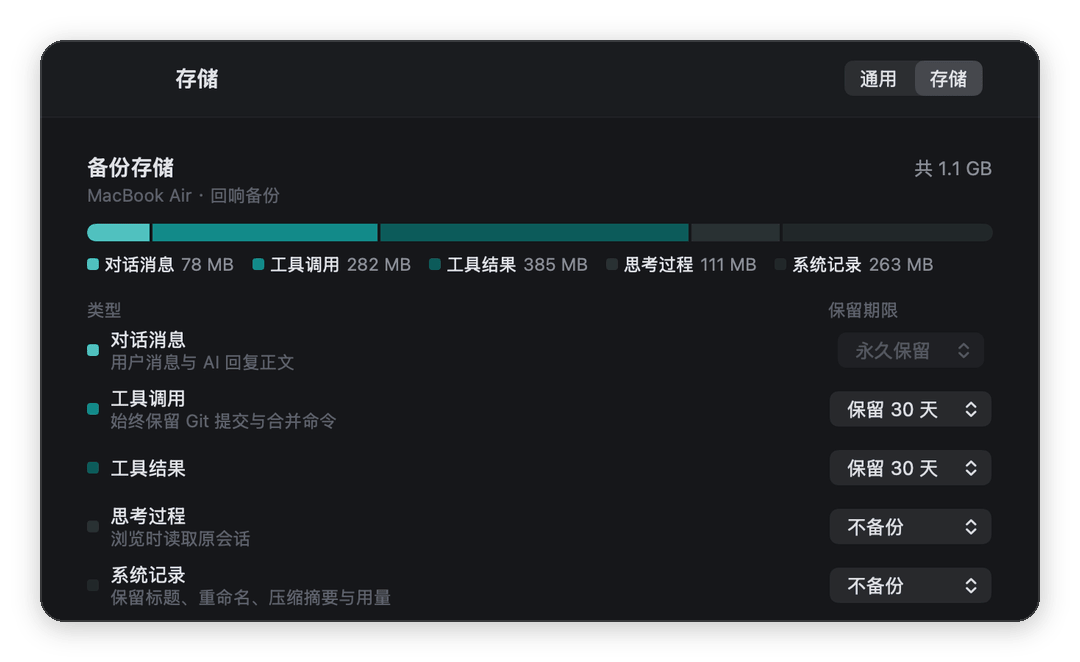 存储
通用 存储
备份存储
共 1.1 GB
MacBook Air · 回响备份
对话消息 78 MB 工具调用 282 MB 工具结果 385 MB 思考过程 111 MB 系统记录 263 MB
类型 保留期限
对话消息
用户消息与 AI 回复正文
永久保留
工具调用
始终保留 Git 提交与合并命令
保留 30 天
工具结果
保留 30 天
思考过程
浏览时读取原会话
不备份
系统记录
保留标题、重命名、压缩摘要与用量
不备份